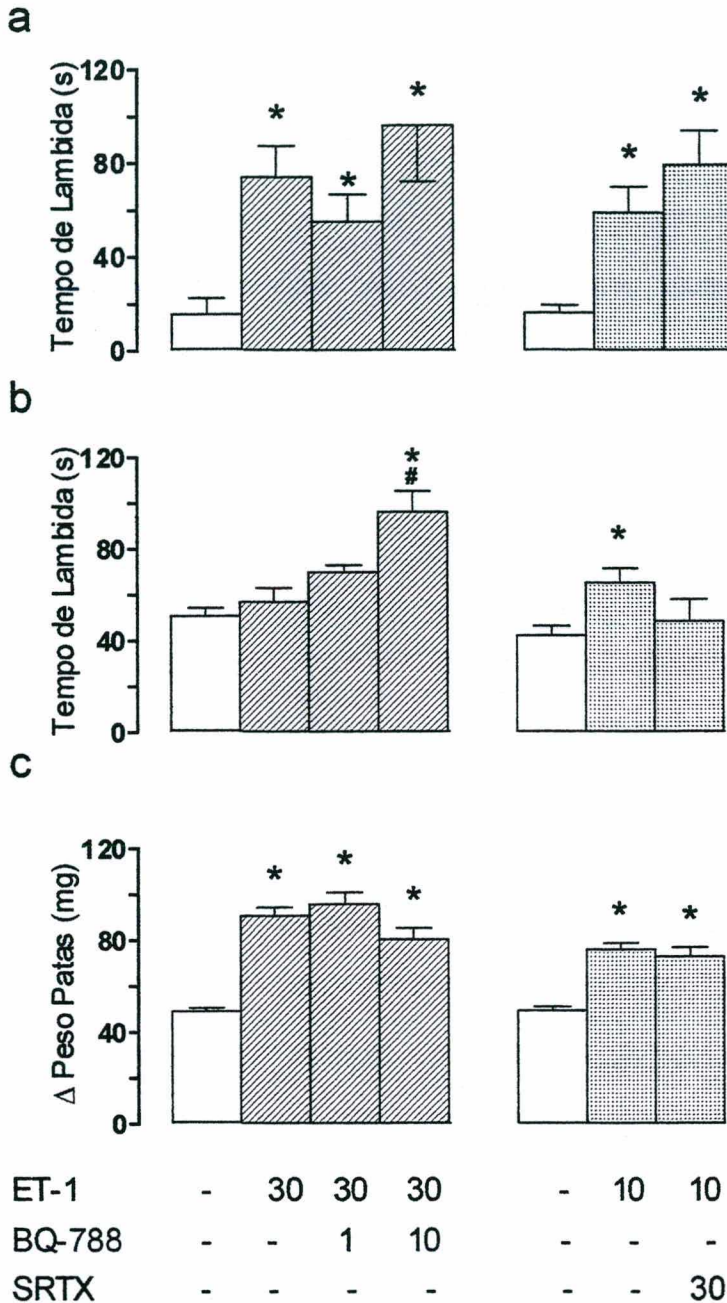 a
120
80
40
0
Tempo de Lambida (s)
* * * * *
b
120
80
40
0
Tempo de Lambida (s)
*
#
*
c
120
80
40
0
Δ Peso Patas (mg)
* * * * *
ET-1 - 30 30 30 - 10 10
BQ-788 - - 1 10 - - -
SRTX - - - - - - 30